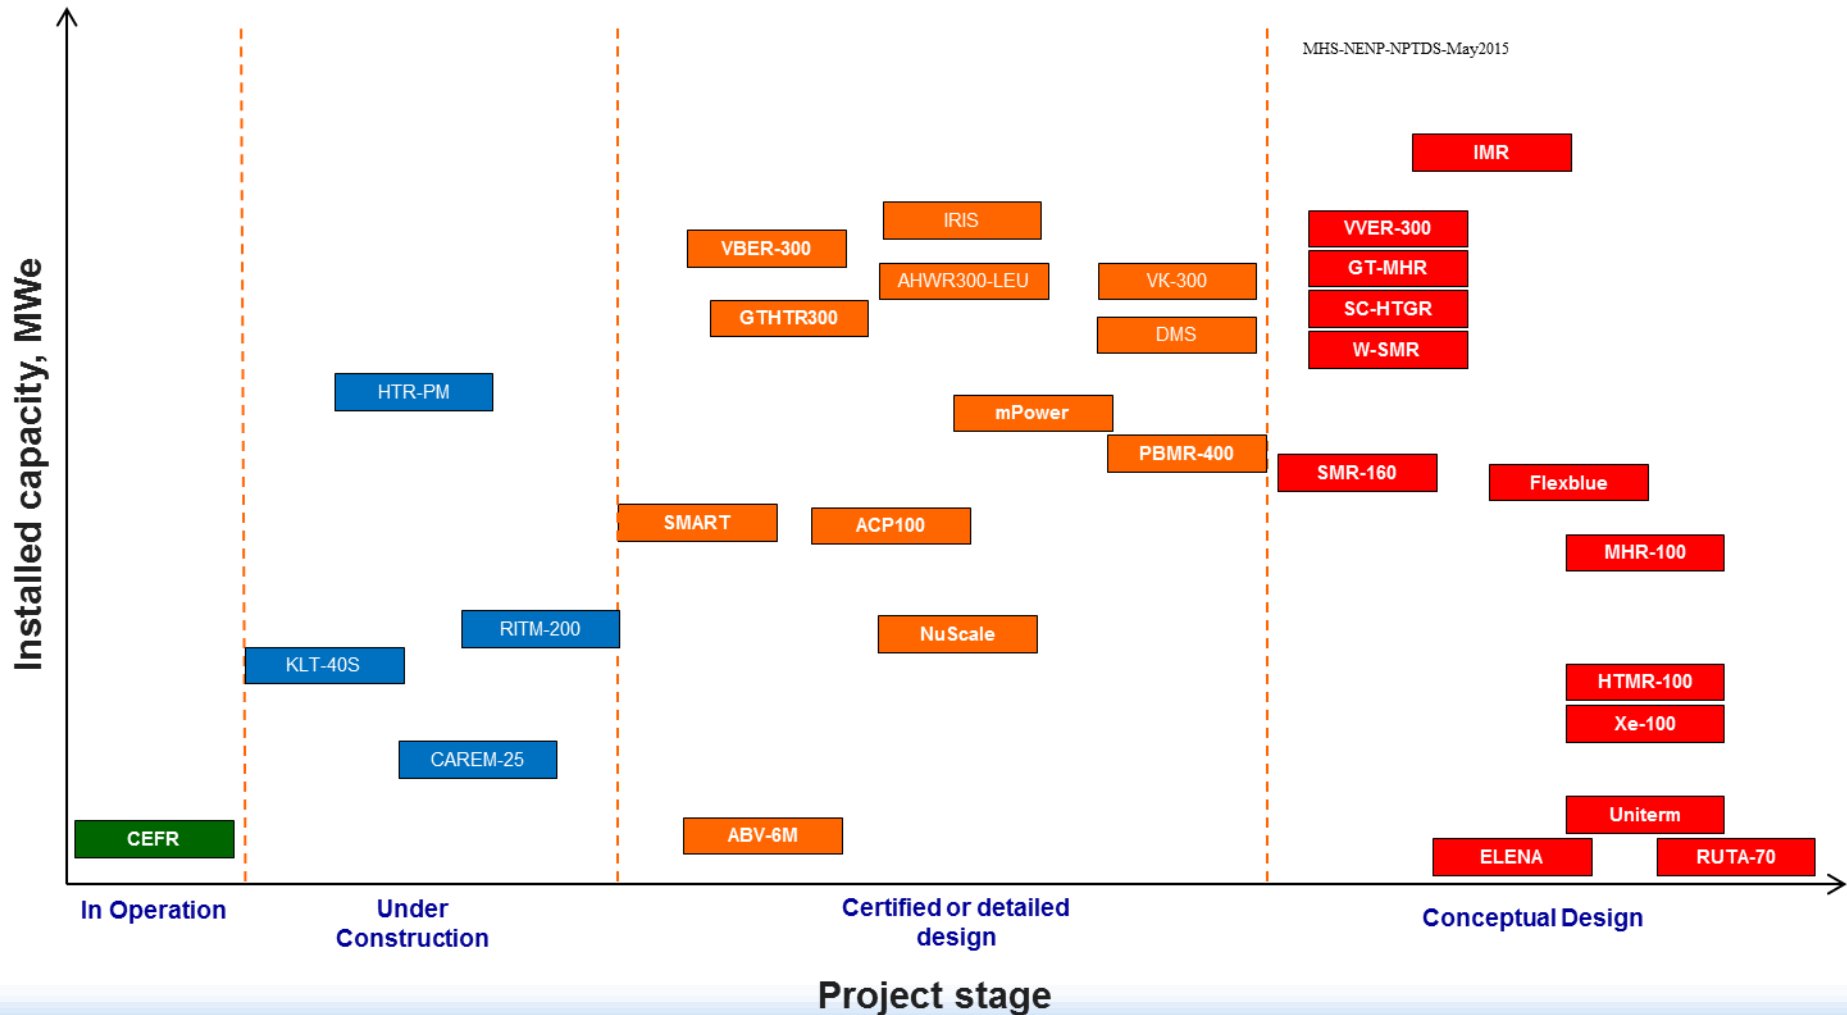 MHS-NENP-NPTDS-May2015
IMR
IRIS
VVER-300
VBER-300
GT-MHR
AHWR300-LEU
VK-300
SC-HTGR
GTHTR300
DMS
W-SMR
HTR-PM
mPower
PBMR-400
SMR-160
Flexblue
SMART
ACP100
MHR-100
RITM-200
NuScale
KLT-40S
HTMR-100
Xe-100
CAREM-25
Uniterm
CEFR
ABV-6M
ELENA
RUTA-70
Installed capacity, MWe
In Operation
Under
Construction
Certified or detailed
design
Conceptual Design
Project stage